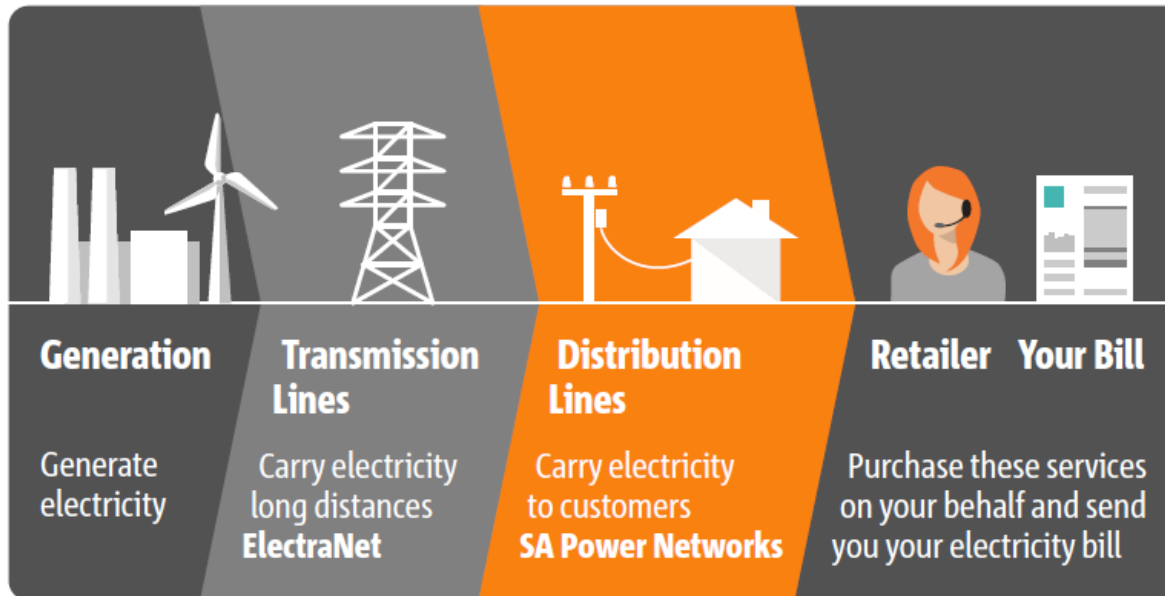 Generation
Generate
electricity
Transmission
Lines
Carry electricity
long distances
ElectraNet
Distribution
Lines
Carry electricity
to customers
SA Power Networks
Retailer Your Bill
Purchase these services
on your behalf and send
you your electricity bill